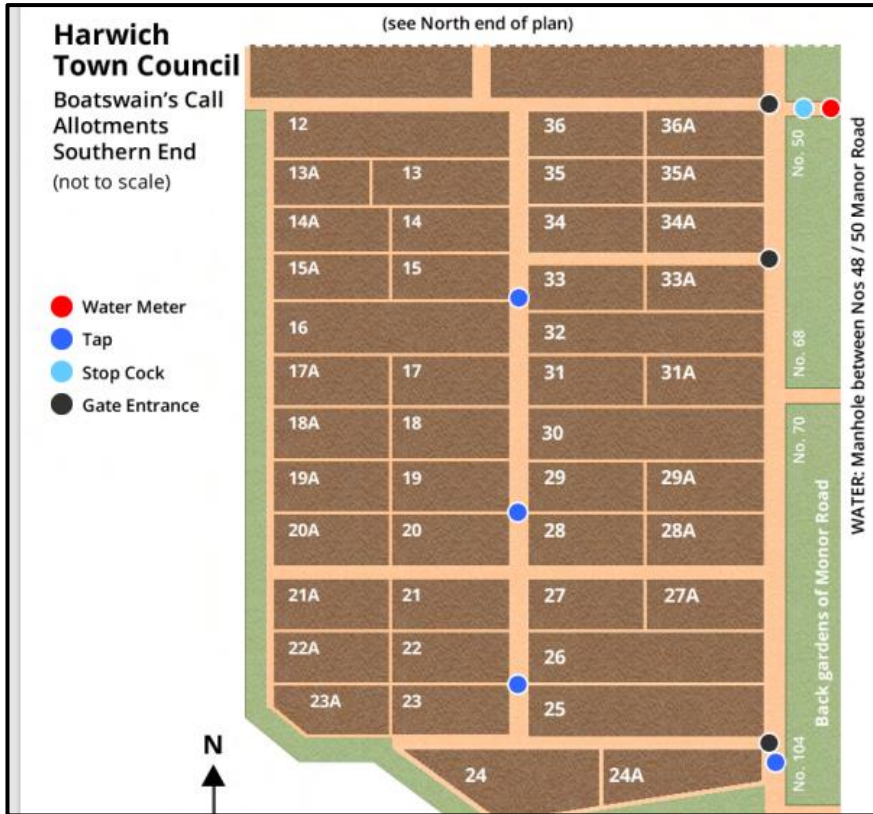 (see North end of plan)
Harwich
Town Council
Boatswain's Call
Allotments
Southern End
(not to scale)
Water Meter
Tap
Stop Cock
Gate Entrance
12
36
36A
13A
13
35
35A
14A
14
34
34A
15A
15
33
33A
16
32
17A
17
31
31A
18A
18
30
19A
19
29
29A
20A
20
28
28A
21A
21
27
27A
22A
22
26
23A
23
25
24
24A
No. 50
No. 68
No. 70
No. 104
Back gardens of Monor Road
WATER: Manhole between Nos 48 / 50 Manor Road
N